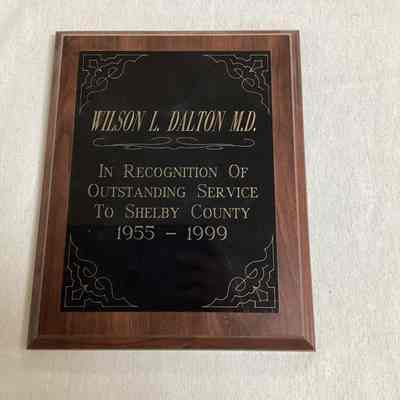 WILSON L. DALTON M.D.
IN RECOGNITION OF
OUTSTANDING SERVICE
TO SHELBY COUNTY
1955 – 1999